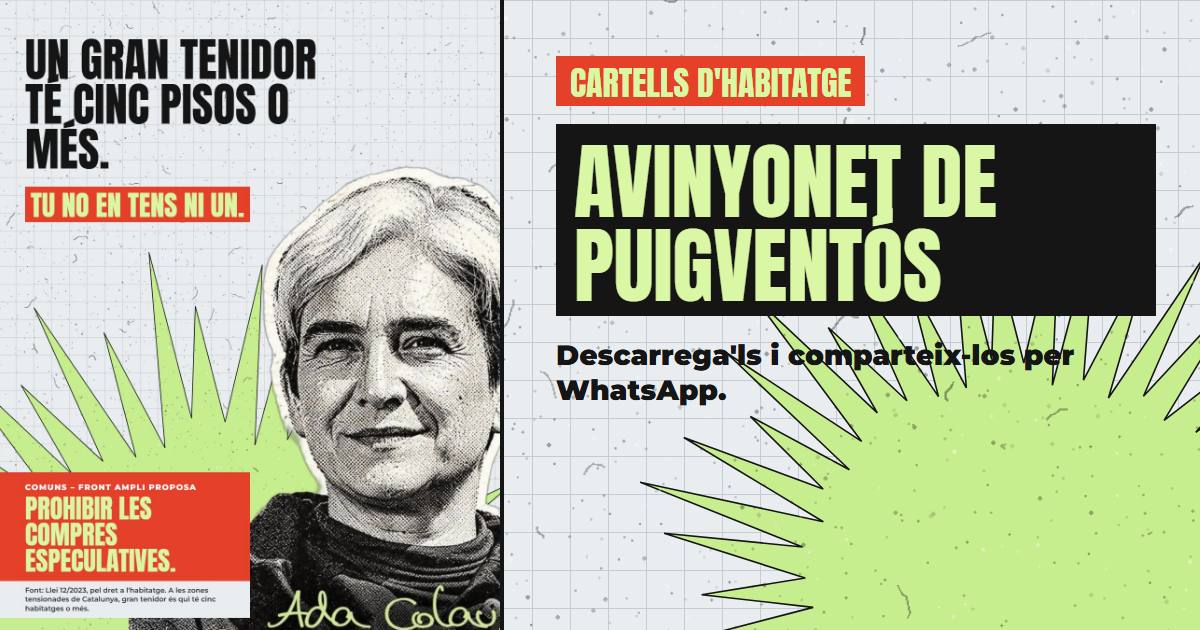 UN GRAN TENIDOR
TÉ CINC PISOS O
MÉS.
TU NO EN TENS NI UN.
COMUNS – FRONT AMPLI PROPOSA
PROHIBIR LES
COMPRES
ESPECULATIVES.
Font: Llei 12/2023, pel dret a l'habitatge. A les zones
tensionades de Catalunya, gran tenidor és qui té cinc
habitatges o més.
Ada Colau
CARTELLS D'HABITATGE
AVINYONET DE
PUIGVENTÓS
Descarrega'ls i comparteix-los per
WhatsApp.